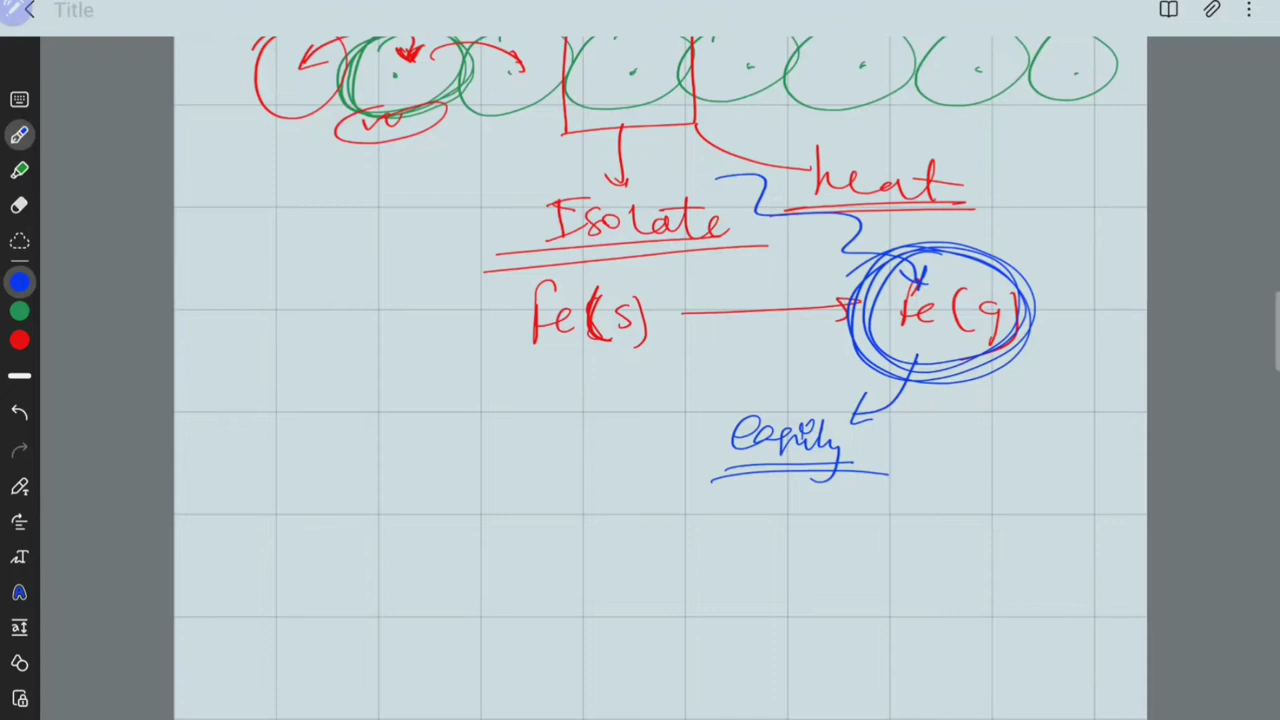 Title
heat
Isolate
fe(s) fe(g)
easily